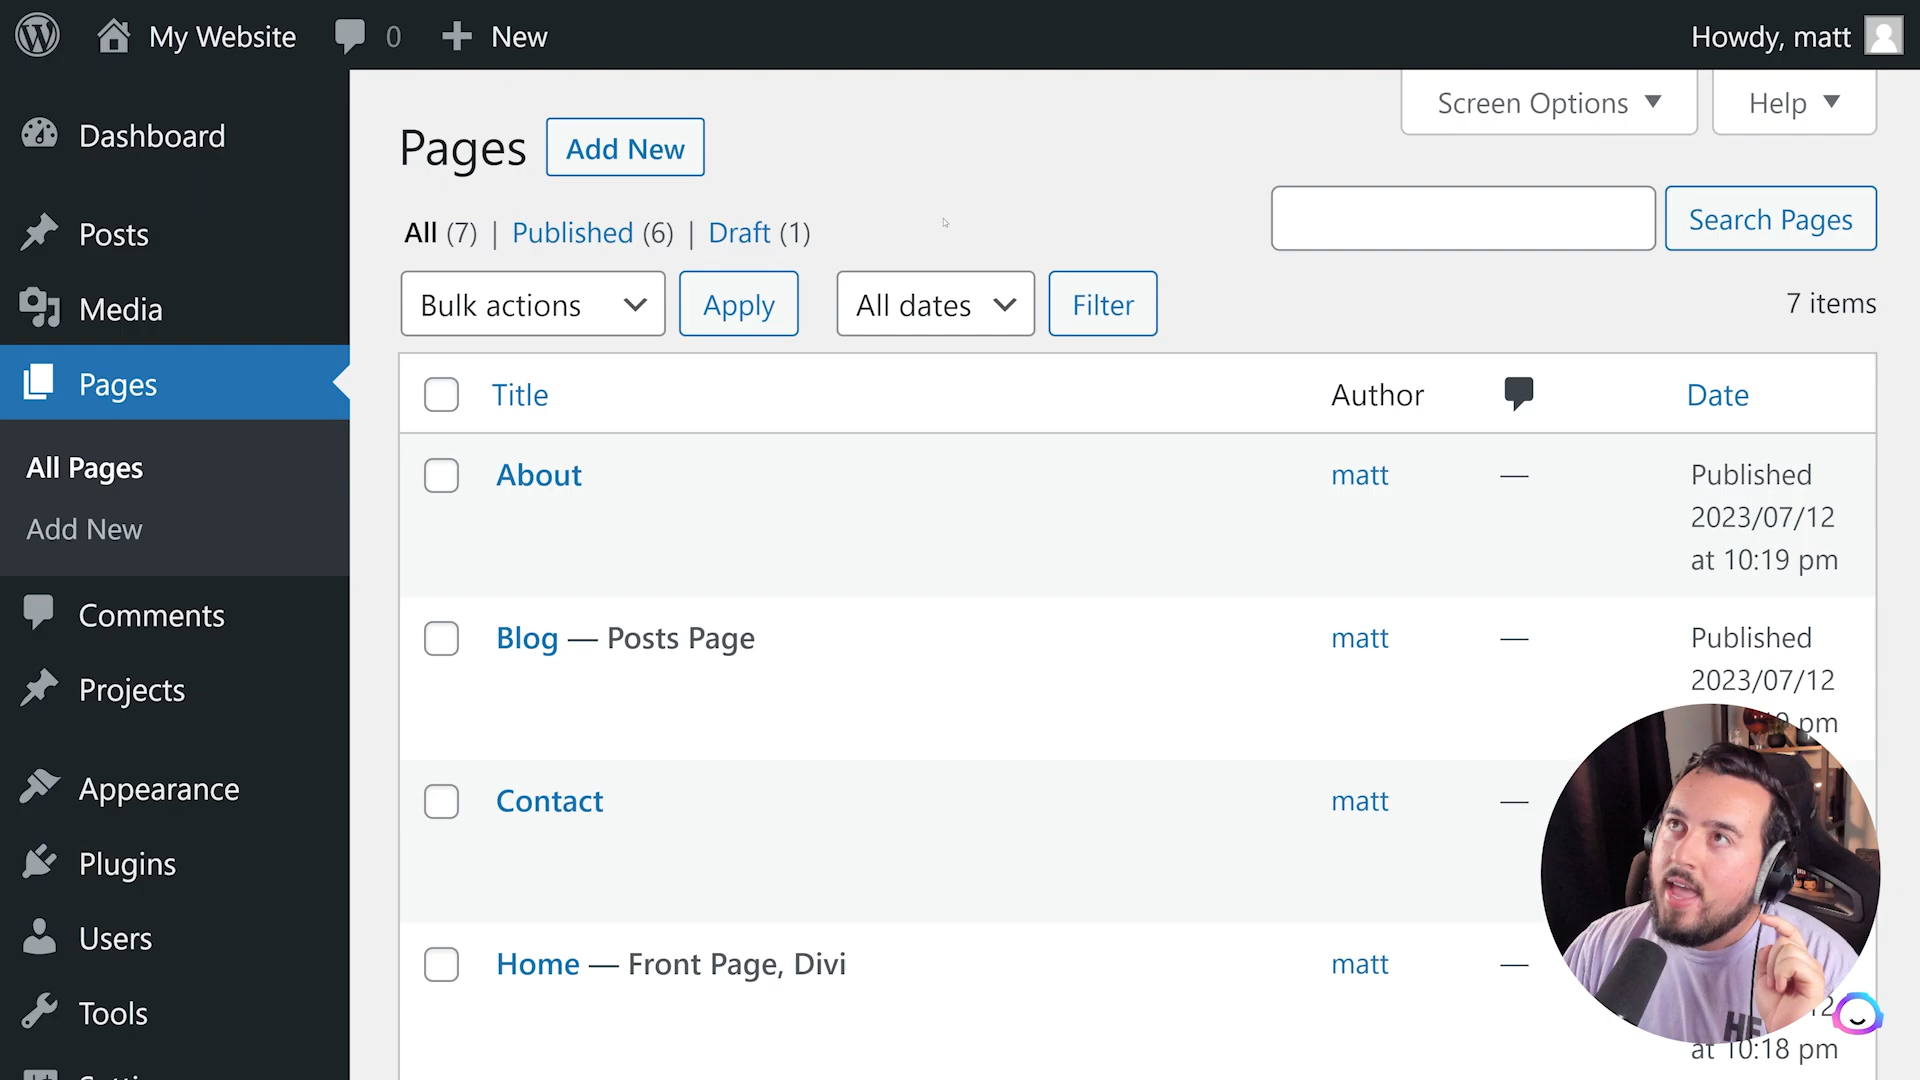 My Website 0 New Howdy, matt
Screen Options Help
Dashboard
Posts
Media
Pages
All Pages
Add New
Comments
Projects
Appearance
Plugins
Users
Tools
Pages Add New
All (7) | Published (6) | Draft (1)
Search Pages
Bulk actions Apply All dates Filter 7 items
Title Author Date
About matt — Published
2023/07/12
at 10:19 pm
Blog — Posts Page matt — Published
2023/07/12
pm
Contact matt —
Home — Front Page, Divi matt —
at 10:18 pm